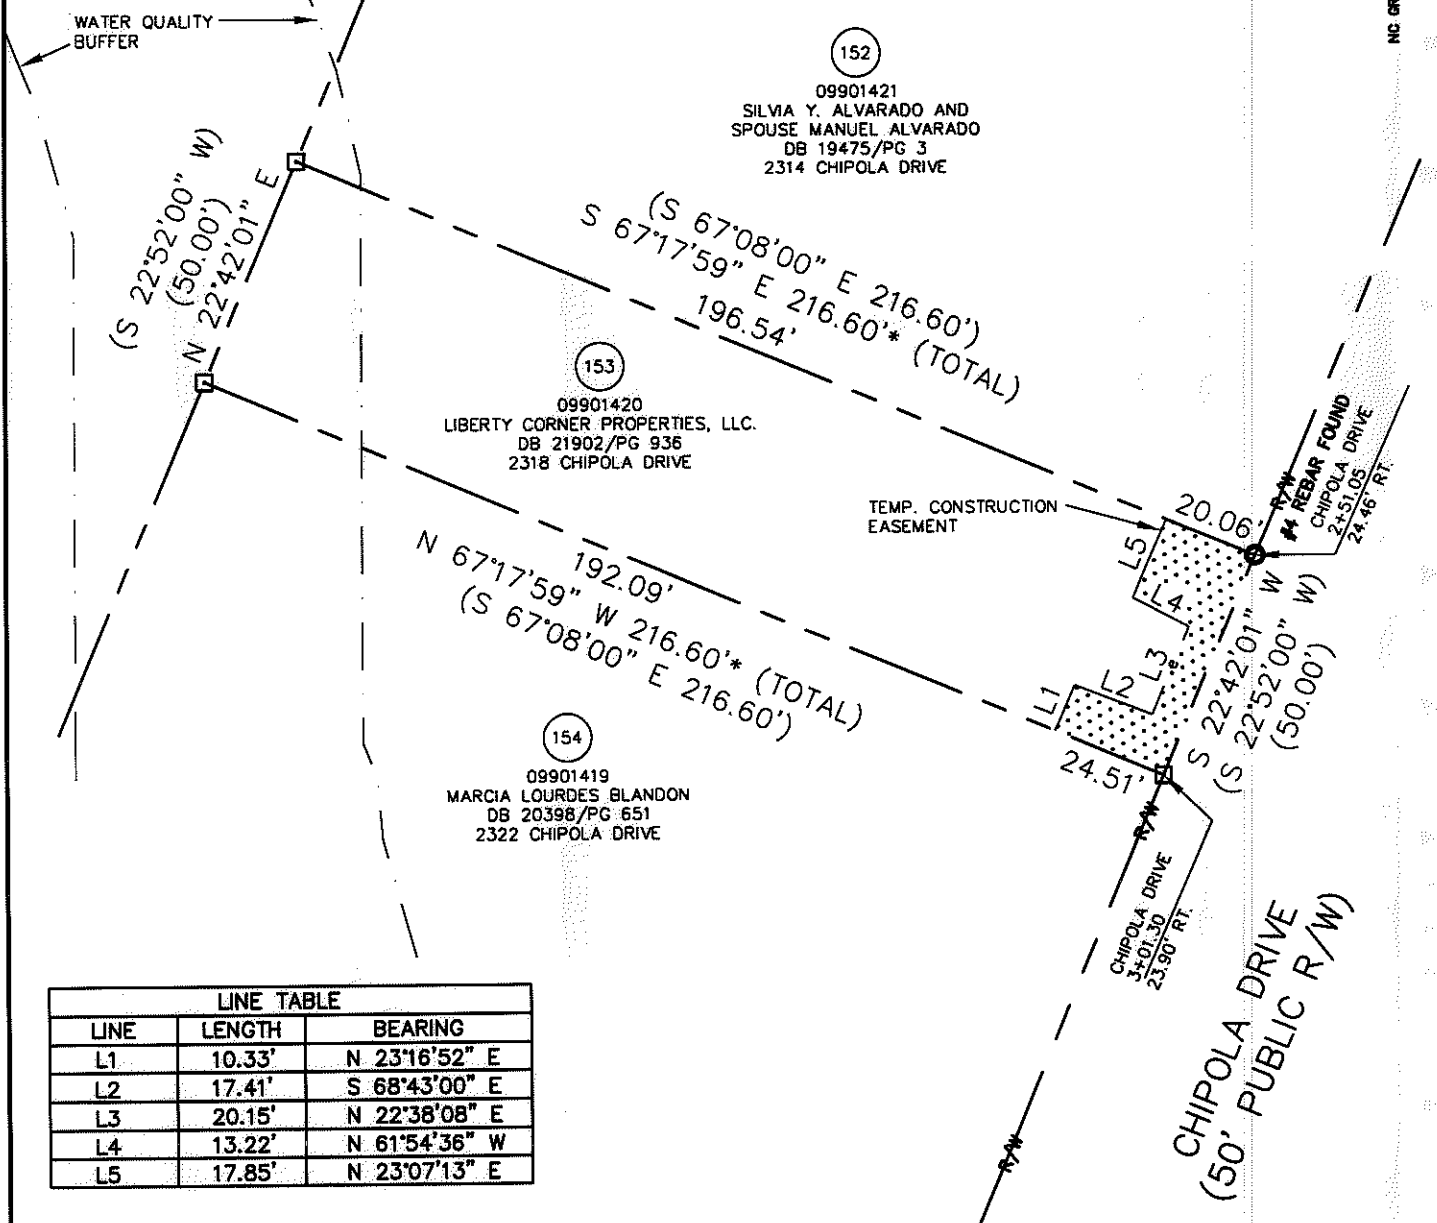 WATER QUALITY
BUFFER
NC GR
152
09901421
SILVIA Y. ALVARADO AND
SPOUSE MANUEL ALVARADO
DB 19475/PG 3
2314 CHIPOLA DRIVE
(S 22°52'00" W)
(50.00')
N 22°42'01" E
(S 67°08'00" E 216.60')
S 67°17'59" E 216.60'* (TOTAL)
196.54'
153
09901420
LIBERTY CORNER PROPERTIES, LLC.
DB 21902/PG 936
2318 CHIPOLA DRIVE
TEMP. CONSTRUCTION
EASEMENT
20.06'
R/W
#4 REBAR FOUND
CHIPOLA DRIVE
2+51.05
24.46' RT.
L5
L4
L3
e
L2
L1
192.09'
N 67°17'59" W 216.60'* (TOTAL)
(S 67°08'00" E 216.60')
24.51'
S 22°42'01" W
(S 22°52'00" W)
(50.00')
154
09901419
MARCIA LOURDES BLANDON
DB 20398/PG 651
2322 CHIPOLA DRIVE
R/W
CHIPOLA DRIVE
3+01.30
23.90' RT.
CHIPOLA DRIVE
(50' PUBLIC R/W)
R/W
LINE TABLE
LINE LENGTH BEARING
L1 10.33' N 23°16'52" E
L2 17.41' S 68°43'00" E
L3 20.15' N 22°38'08" E
L4 13.22' N 61°54'36" W
L5 17.85' N 23°07'13" E